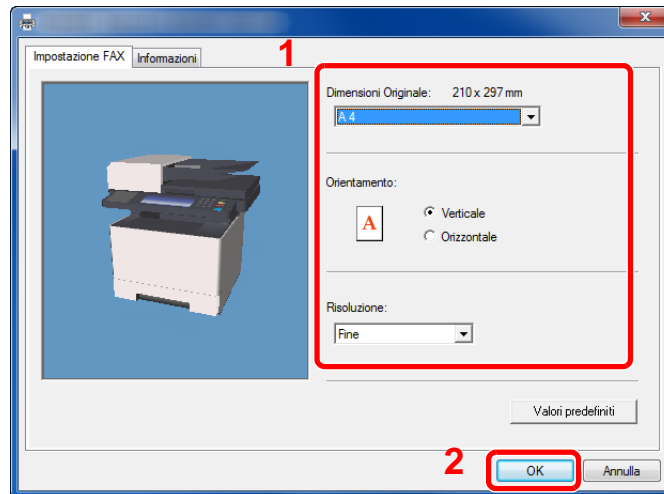 Impostazione FAX Informazioni
1
Dimensioni Originale: 210 x 297 mm
A4
Orientamento:
A
Verticale
Orizzontale
Risoluzione:
Fine
Valori predefiniti
2
OK Annulla